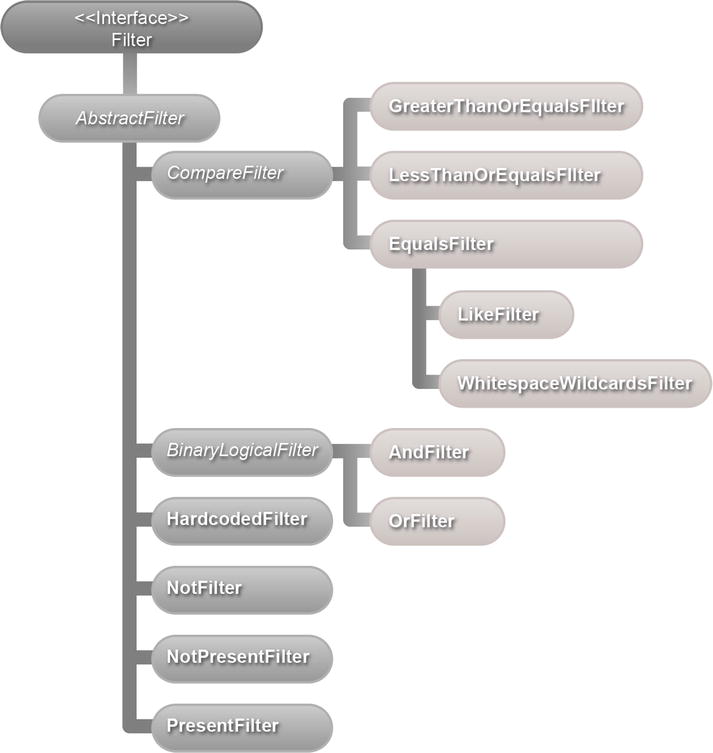 <<Interface>>
Filter
AbstractFilter
CompareFilter
GreaterThanOrEqualsFIlter
LessThanOrEqualsFIlter
EqualsFilter
LikeFilter
WhitespaceWildcardsFilter
BinaryLogicalFilter
AndFilter
OrFilter
HardcodedFilter
NotFilter
NotPresentFilter
PresentFilter